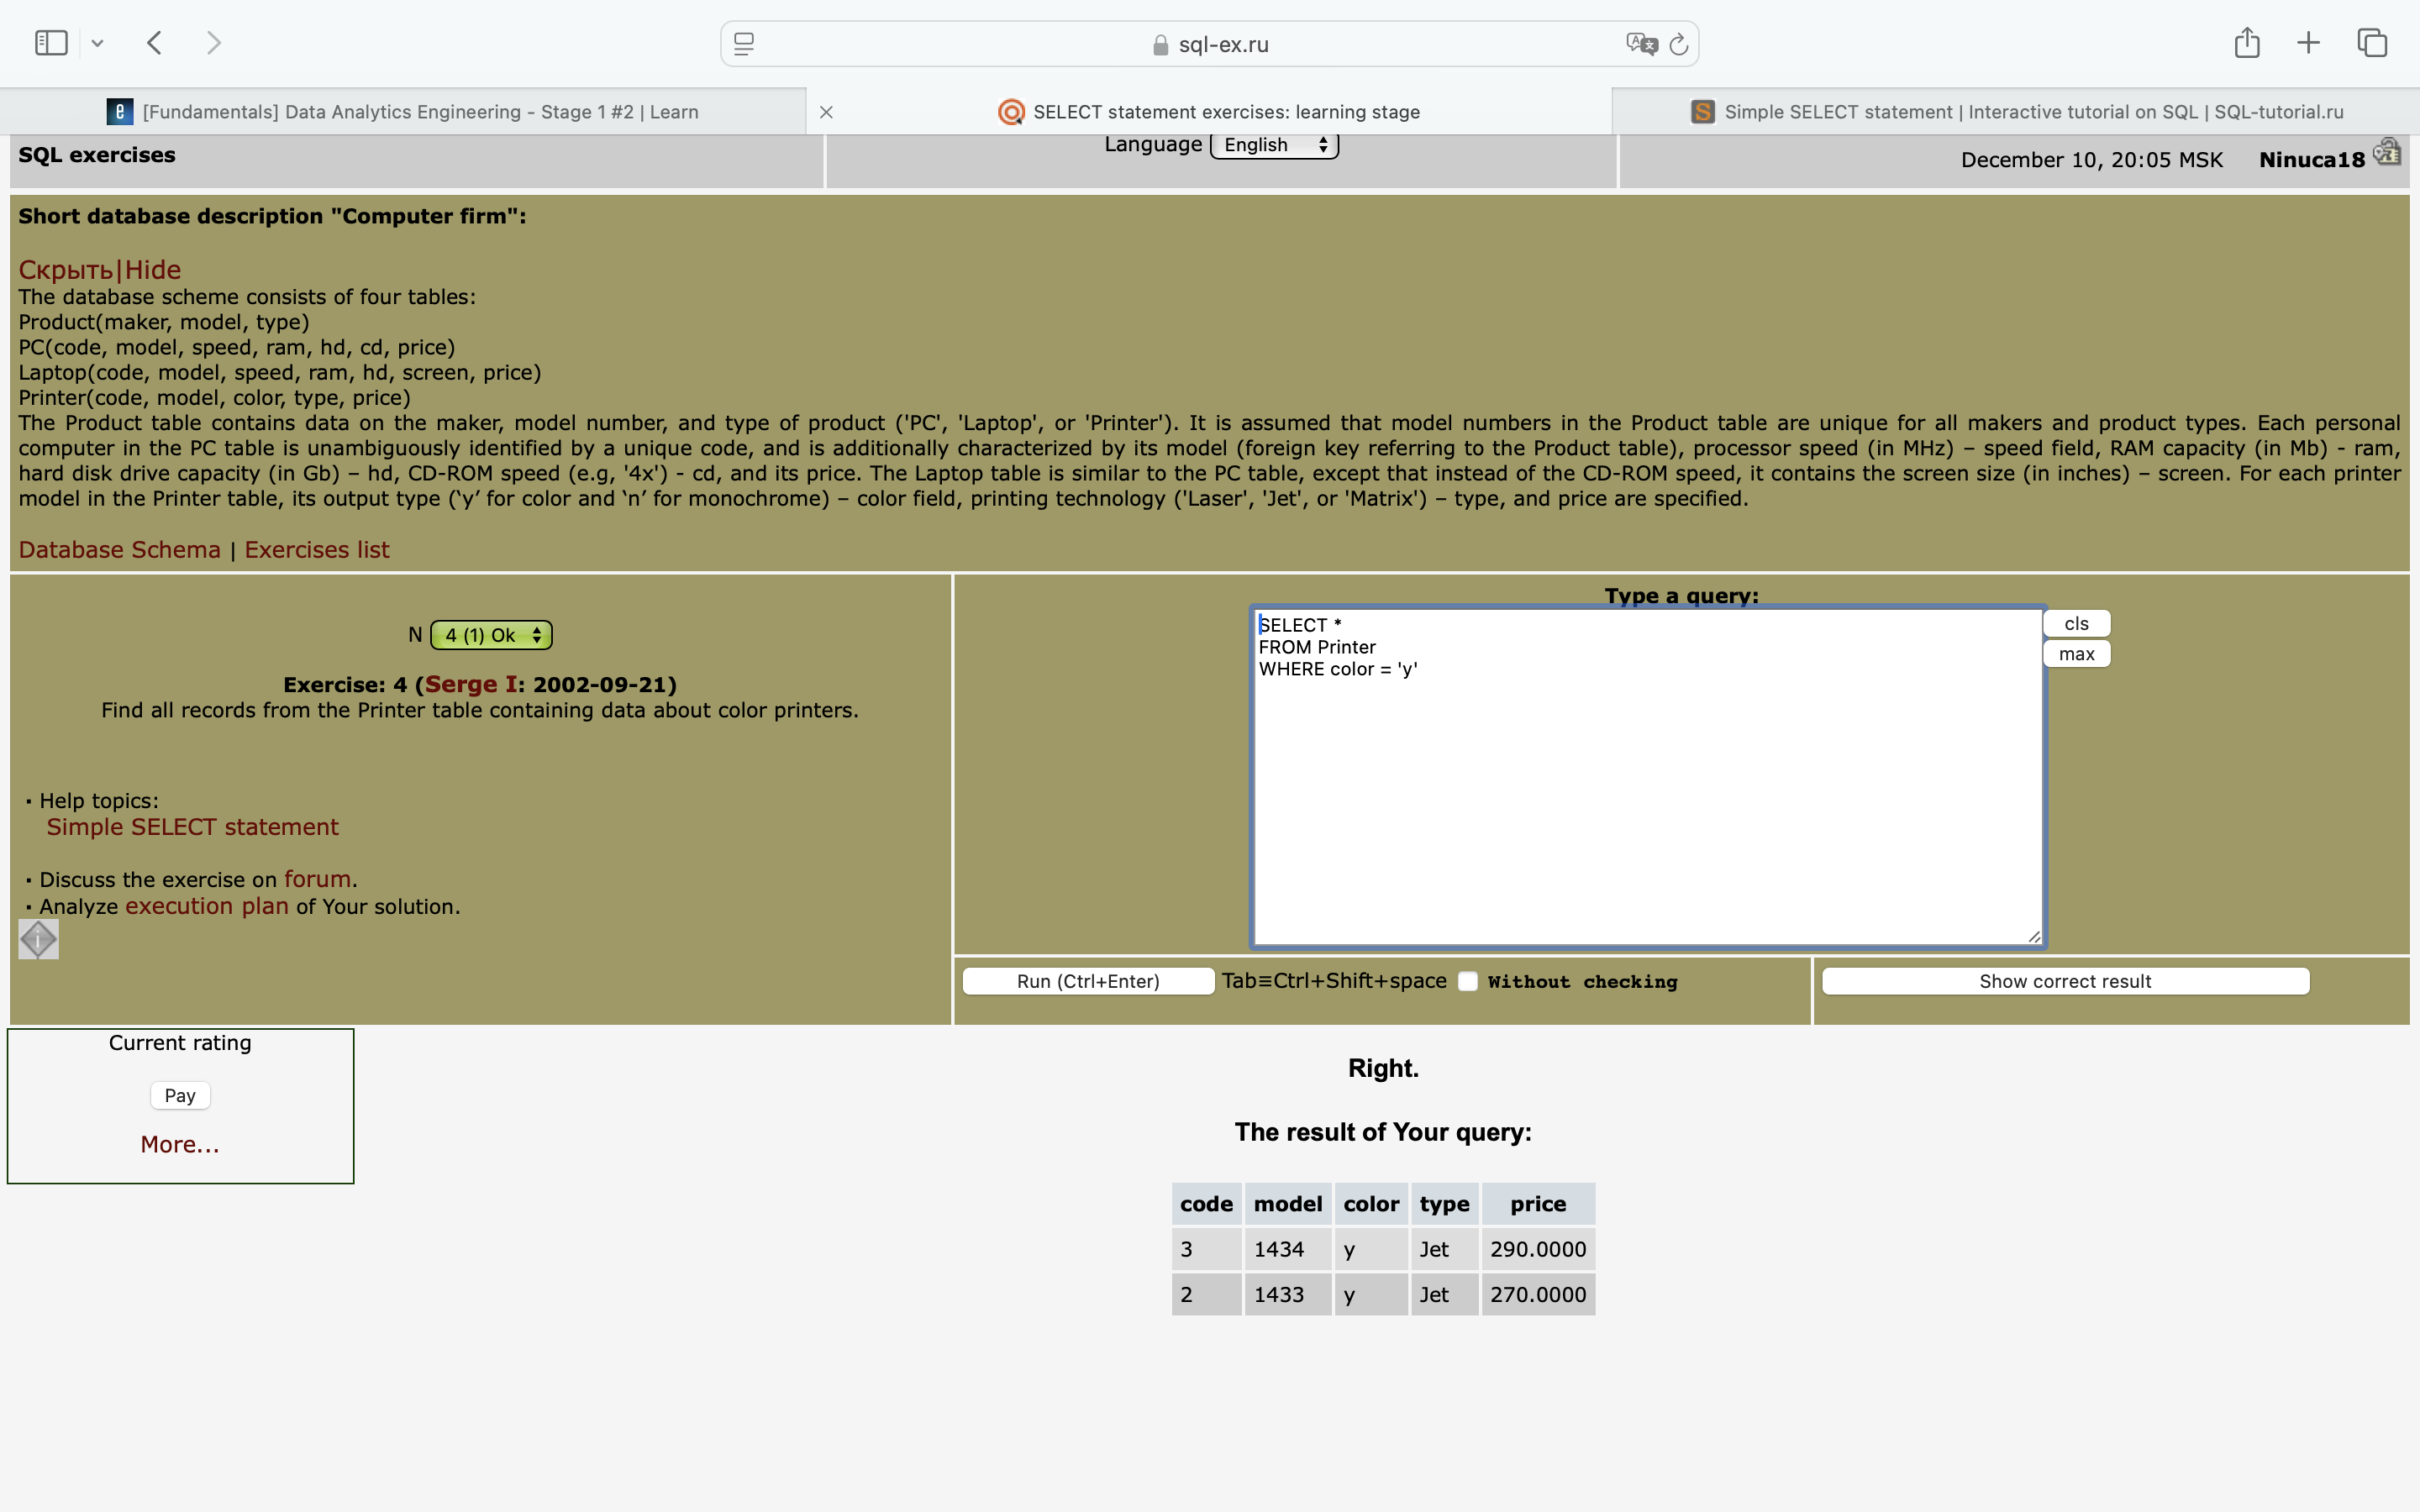 sql-ex.ru
[Fundamentals] Data Analytics Engineering - Stage 1 #2 | Learn
SELECT statement exercises: learning stage
Simple SELECT statement | Interactive tutorial on SQL | SQL-tutorial.ru
SQL exercises
Language English
December 10, 20:05 MSK Ninuca18
Short database description "Computer firm":
Скрыть|Hide
The database scheme consists of four tables:
Product(maker, model, type)
PC(code, model, speed, ram, hd, cd, price)
Laptop(code, model, speed, ram, hd, screen, price)
Printer(code, model, color, type, price)
The Product table contains data on the maker, model number, and type of product ('PC', 'Laptop', or 'Printer'). It is assumed that model numbers in the Product table are unique for all makers and product types. Each personal
computer in the PC table is unambiguously identified by a unique code, and is additionally characterized by its model (foreign key referring to the Product table), processor speed (in MHz) – speed field, RAM capacity (in Mb) - ram,
hard disk drive capacity (in Gb) – hd, CD-ROM speed (e.g, '4x') - cd, and its price. The Laptop table is similar to the PC table, except that instead of the CD-ROM speed, it contains the screen size (in inches) – screen. For each printer
model in the Printer table, its output type (‘y’ for color and ‘n’ for monochrome) – color field, printing technology ('Laser', 'Jet', or 'Matrix') – type, and price are specified.
Database Schema | Exercises list
N 4 (1) Ok
Exercise: 4 (Serge I: 2002-09-21)
Find all records from the Printer table containing data about color printers.
· Help topics:
Simple SELECT statement
· Discuss the exercise on forum.
· Analyze execution plan of Your solution.
Type a query:
SELECT *
FROM Printer
WHERE color = 'y'
cls
max
Run (Ctrl+Enter) Tab≡Ctrl+Shift+space Without checking
Show correct result
Current rating
Pay
More...
Right.
The result of Your query:
code model color type price
3 1434 y Jet 290.0000
2 1433 y Jet 270.0000